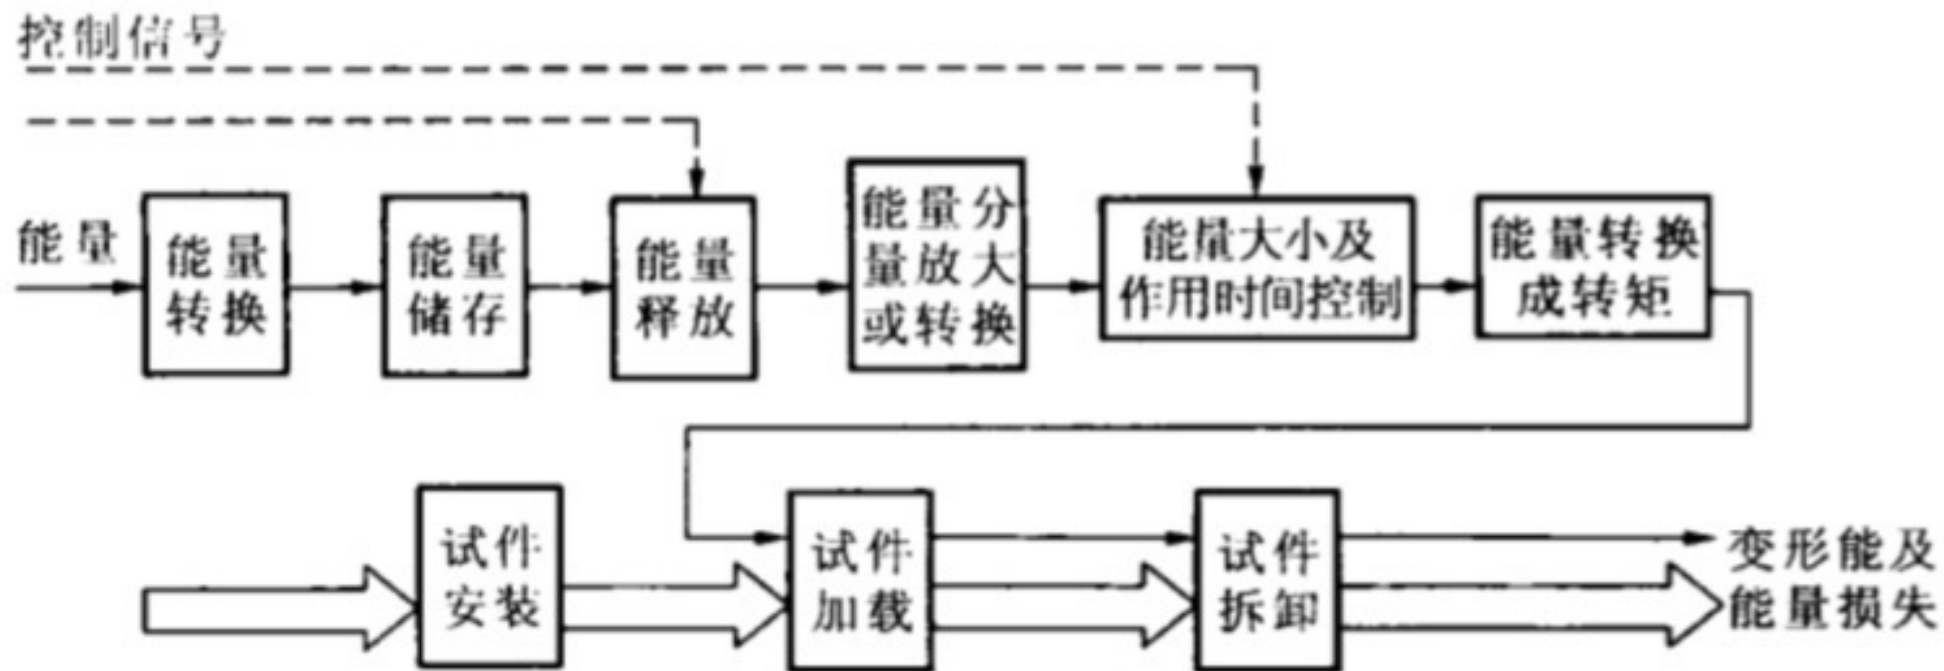 控制信号
能量
能量
转换
能量
储存
能量
释放
能量分
量放大
或转换
能量大小及
作用时间控制
能量转换
成转矩
试件
安装
试件
加载
试件
拆卸
变形能及
能量损失